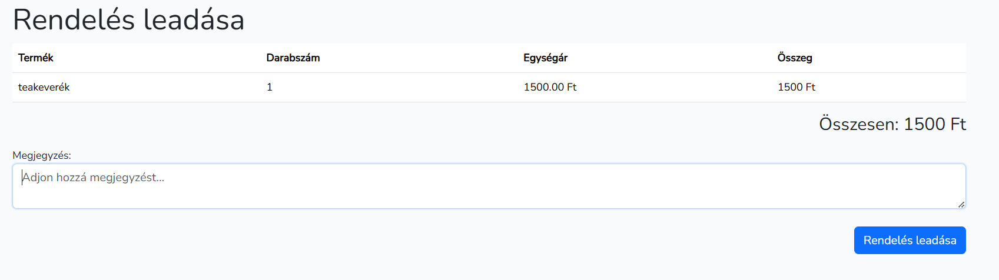 Rendelés leadása
Termék Darabszám Egységár Összeg
teakeverék 1 1500.00 Ft 1500 Ft
Összesen: 1500 Ft
Megjegyzés:
Adjon hozzá megjegyzést...
Rendelés leadása